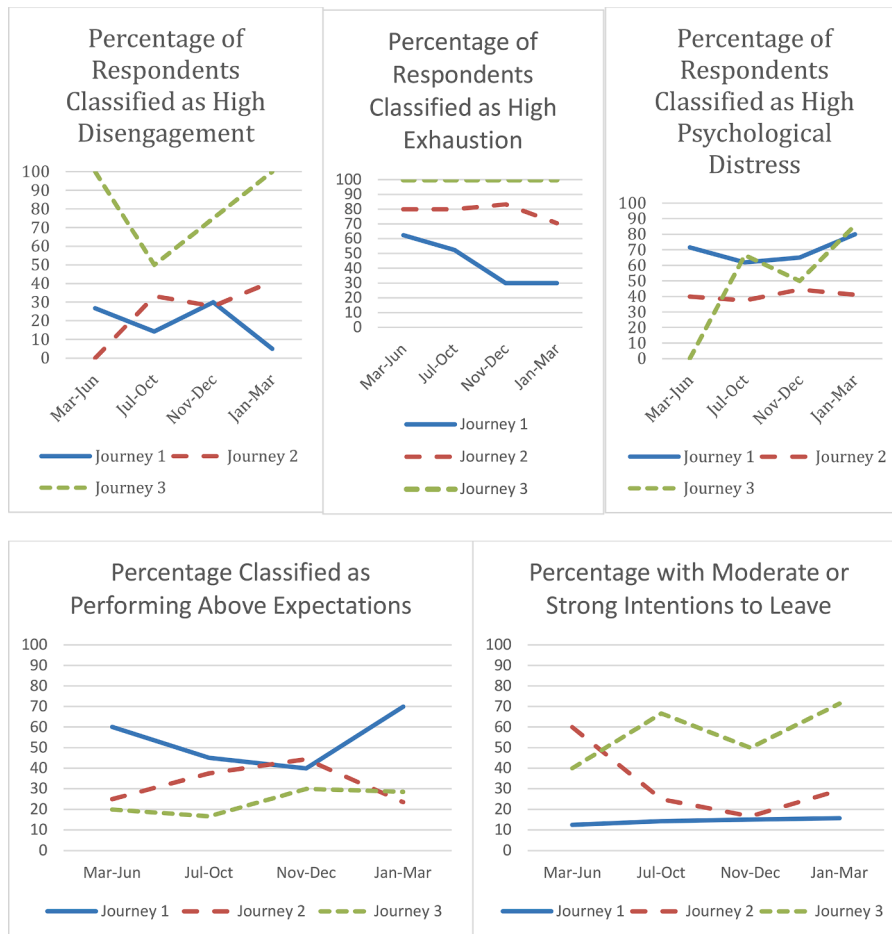 Percentage of
Respondents
Classified as High
Disengagement
100
90
80
70
60
50
40
30
20
10
0
Mar-Jun
Jul-Oct
Nov-Dec
Jan-Mar
Journey 1
Journey 2
Journey 3
Percentage of
Respondents
Classified as High
Exhaustion
100
90
80
70
60
50
40
30
20
10
0
Mar-Jun
Jul-Oct
Nov-Dec
Jan-Mar
Journey 1
Journey 2
Journey 3
Percentage of
Respondents
Classified as High
Psychological
Distress
100
90
80
70
60
50
40
30
20
10
0
Mar-Jun
Jul-Oct
Nov-Dec
Jan-Mar
Journey 1
Journey 2
Journey 3
Percentage Classified as
Performing Above Expectations
100
90
80
70
60
50
40
30
20
10
0
Mar-Jun
Jul-Oct
Nov-Dec
Jan-Mar
Journey 1
Journey 2
Journey 3
Percentage with Moderate or
Strong Intentions to Leave
100
90
80
70
60
50
40
30
20
10
0
Mar-Jun
Jul-Oct
Nov-Dec
Jan-Mar
Journey 1
Journey 2
Journey 3